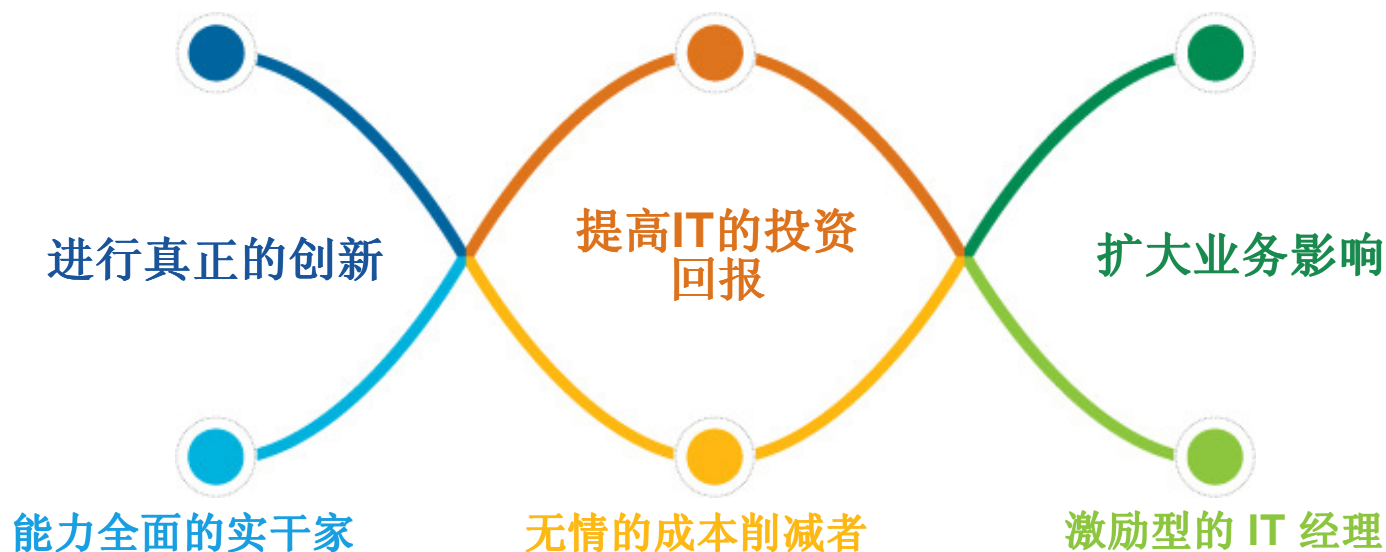 进行真正的创新
提高IT的投资
回报
扩大业务影响
能力全面的实干家
无情的成本削减者
激励型的 IT 经理